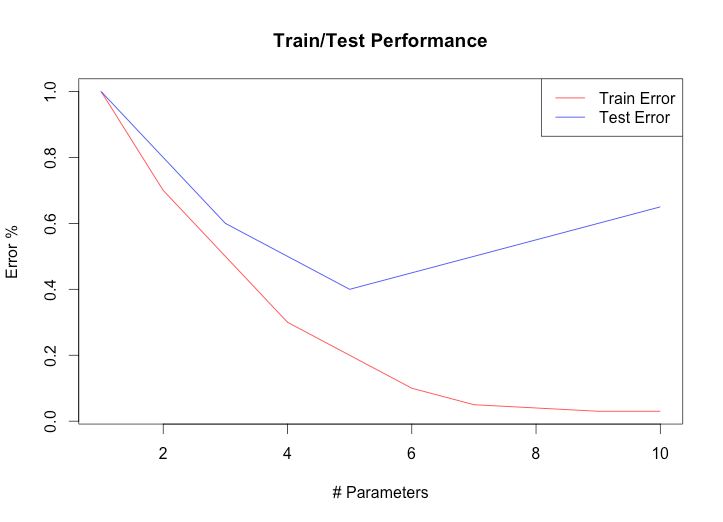 Train/Test Performance
Train Error
Test Error
Error %
1.0
0.8
0.6
0.4
0.2
0.0
2 4 6 8 10
# Parameters